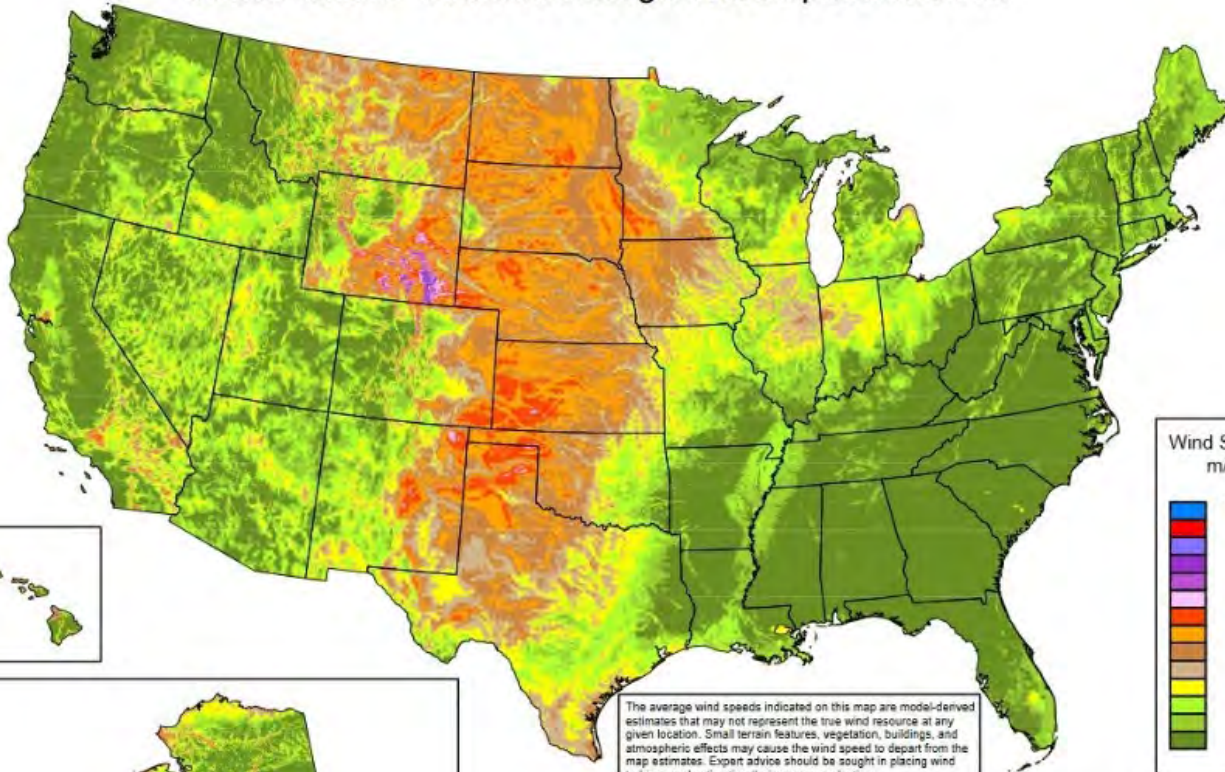 Wind S
m/
The average wind speeds indicated on this map are model-derived
estimates that may not represent the true wind resource at any
given location. Small terrain features, vegetation, buildings, and
atmospheric effects may cause the wind speed to depart from the
map estimates. Expert advice should be sought in placing wind